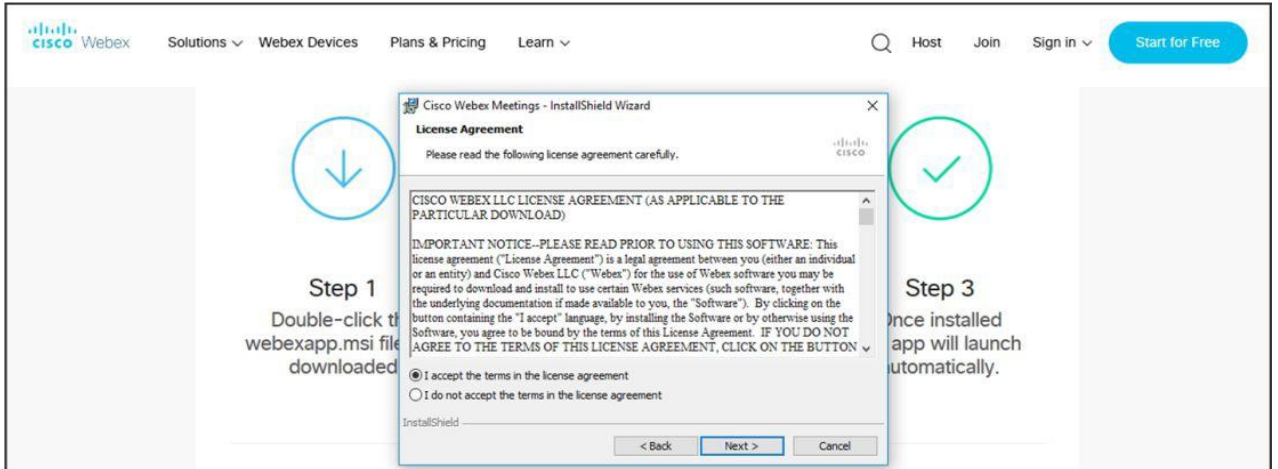 CISCO Webex
Solutions Webex Devices Plans & Pricing Learn
Host Join Sign in Start for Free
Cisco Webex Meetings - InstallShield Wizard
License Agreement
Please read the following license agreement carefully.
CISCO
CISCO WEBEX LLC LICENSE AGREEMENT (AS APPLICABLE TO THE
PARTICULAR DOWNLOAD)
IMPORTANT NOTICE--PLEASE READ PRIOR TO USING THIS SOFTWARE: This
license agreement ("License Agreement") is a legal agreement between you (either an individual
or an entity) and Cisco Webex LLC ("Webex") for the use of Webex software you may be
required to download and install to use certain Webex services (such software, together with
the underlying documentation if made available to you, the "Software"). By clicking on the
button containing the "I accept" language, by installing the Software or by otherwise using the
Software, you agree to be bound by the terms of this License Agreement. IF YOU DO NOT
AGREE TO THE TERMS OF THIS LICENSE AGREEMENT, CLICK ON THE BUTTON
I accept the terms in the license agreement
I do not accept the terms in the license agreement
InstallShield
< Back Next > Cancel
Step 1
Double-click
webexapp.msi
downloaded
Step 3
installed
app will launch